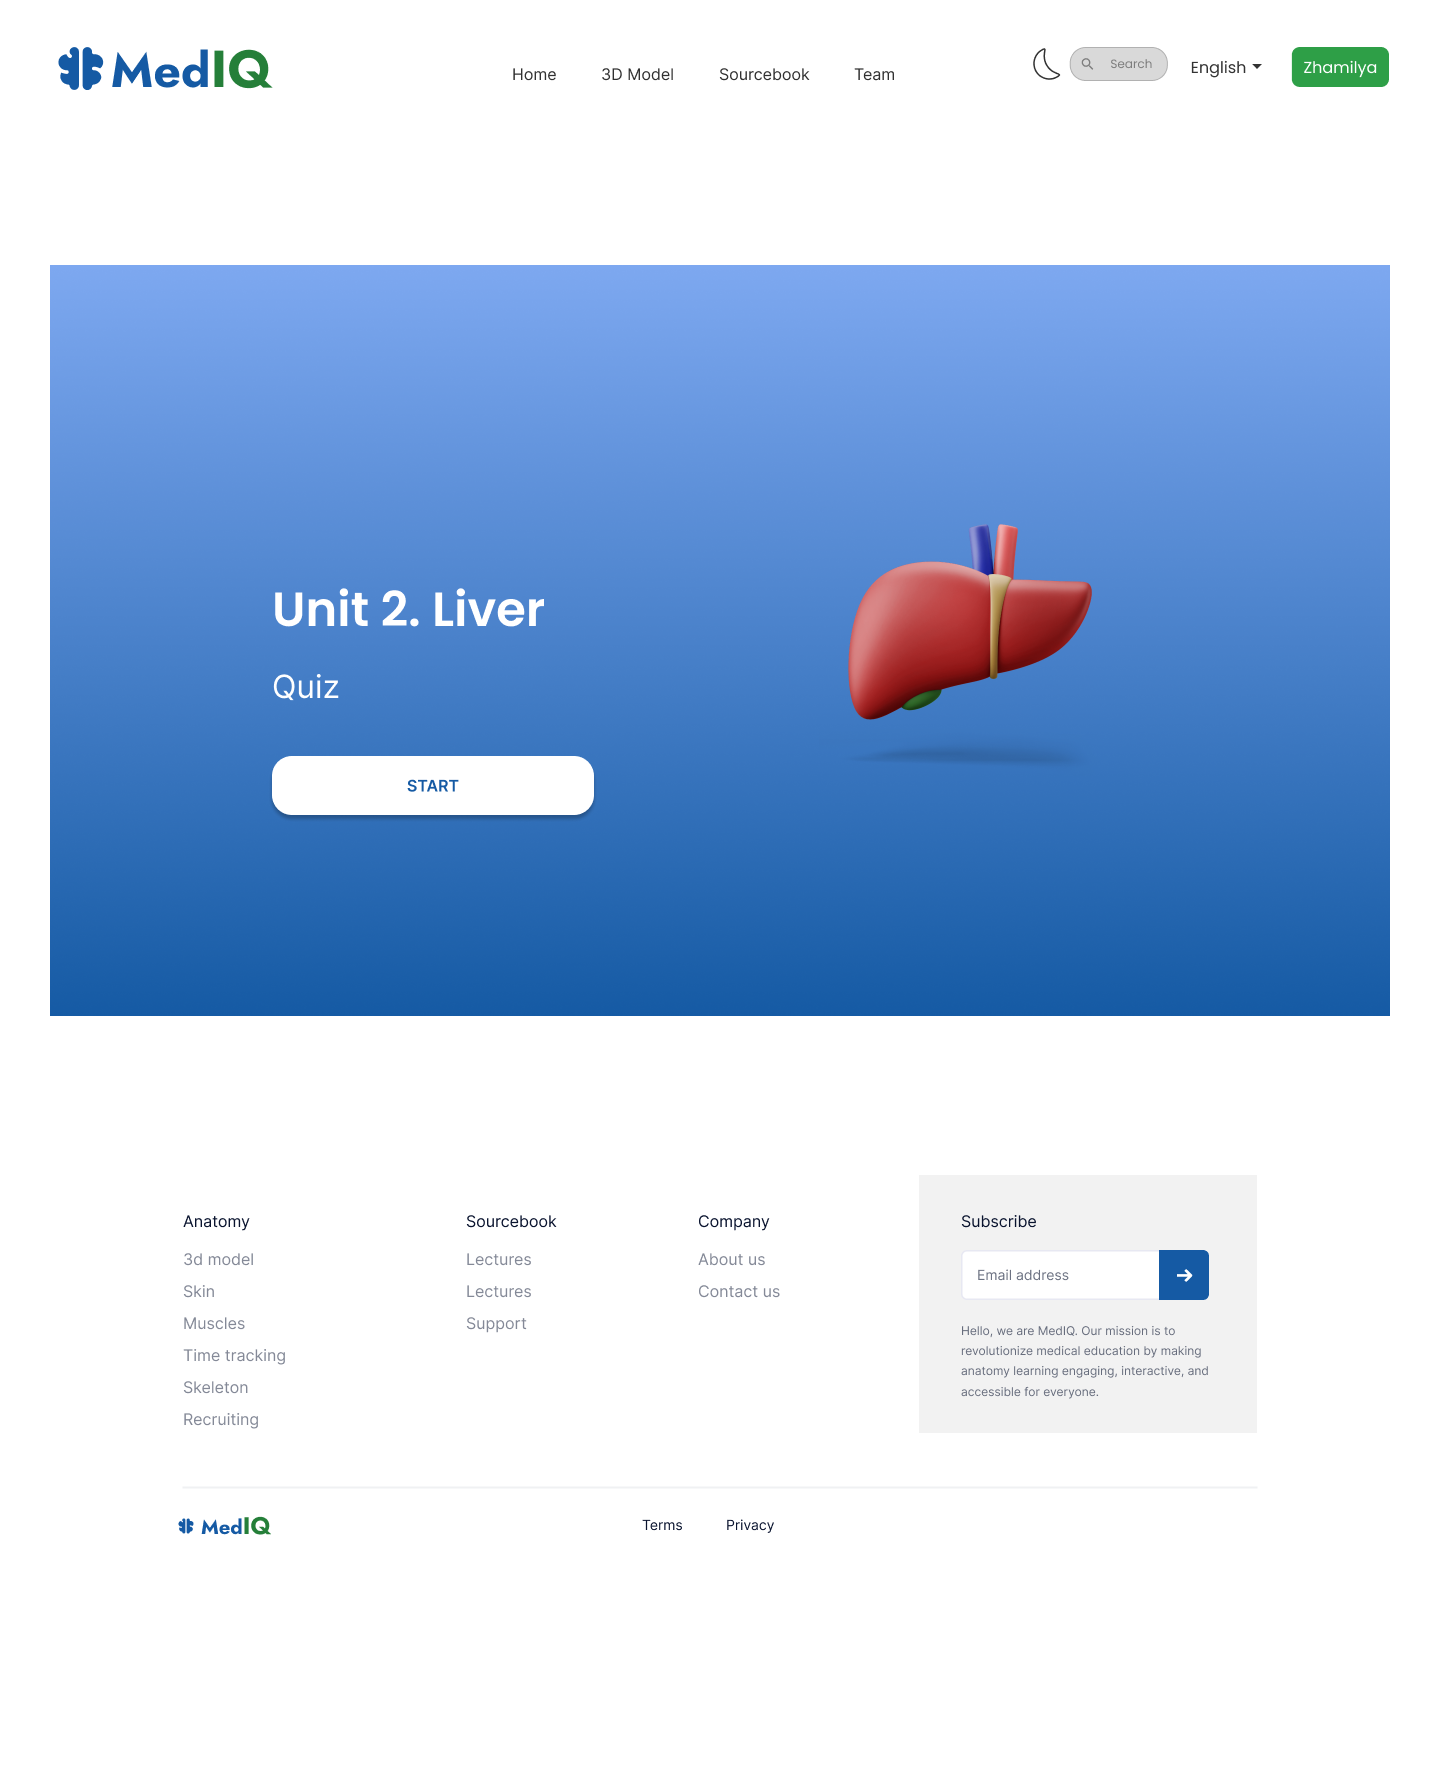 MedIQ
Home 3D Model Sourcebook Team
Search
English
Zhamilya
Unit 2. Liver
Quiz
START
Anatomy
3d model
Skin
Muscles
Time tracking
Skeleton
Recruiting
Sourcebook
Lectures
Lectures
Support
Company
About us
Contact us
Subscribe
Email address
Hello, we are MedIQ. Our mission is to
revolutionize medical education by making
anatomy learning engaging, interactive, and
accessible for everyone.
MedIQ
Terms Privacy